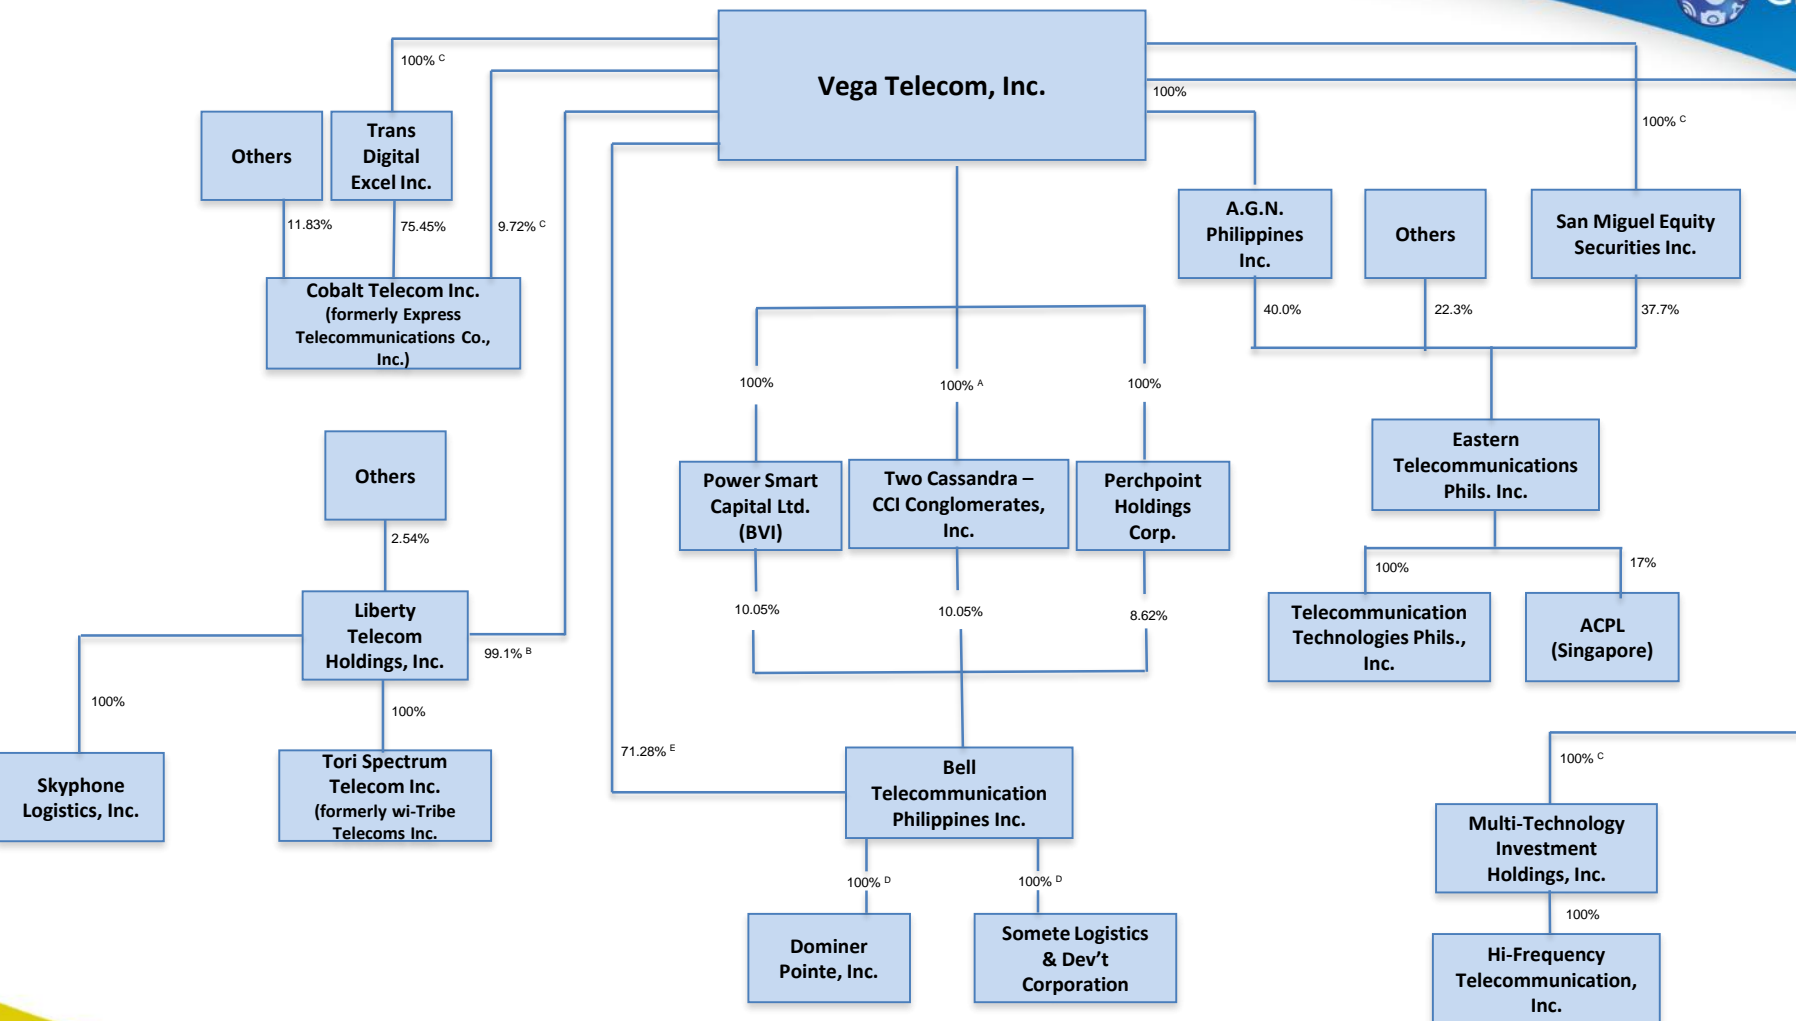 Vega Telecom, Inc.
100% C
100%
100% C
Others
Trans
Digital
Excel Inc.
11.83%
75.45%
9.72% C
Cobalt Telecom Inc.
(formerly Express
Telecommunications Co.,
Inc.)
A.G.N.
Philippines
Inc.
Others
San Miguel Equity
Securities Inc.
40.0%
22.3%
37.7%
100%
100% A
100%
Power Smart
Capital Ltd.
(BVI)
Two Cassandra –
CCI Conglomerates,
Inc.
Perchpoint
Holdings
Corp.
Eastern
Telecommunications
Phils. Inc.
Others
2.54%
10.05%
10.05%
8.62%
100%
17%
Telecommunication
Technologies Phils.,
Inc.
ACPL
(Singapore)
Liberty
Telecom
Holdings, Inc.
99.1% B
100%
100%
Skyphone
Logistics, Inc.
Tori Spectrum
Telecom Inc.
(formerly wi-Tribe
Telecoms Inc.
71.28% E
Bell
Telecommunication
Philippines Inc.
100% D
100% D
Dominer
Pointe, Inc.
Somete Logistics
& Dev’t
Corporation
100% C
Multi-Technology
Investment
Holdings, Inc.
100%
Hi-Frequency
Telecommunication,
Inc.